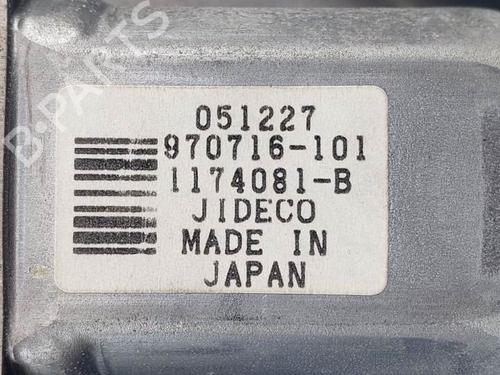 051227
970716-101
1174081-B
JIDECO
MADE IN
JAPAN
B-PARTS